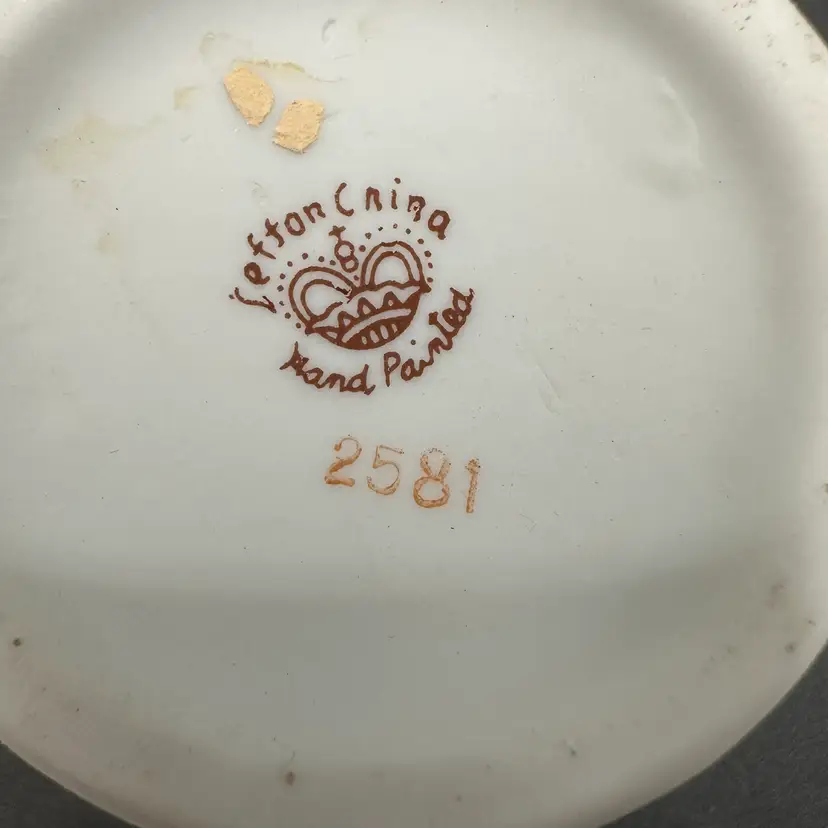 Lefton China
Hand Painted
2581